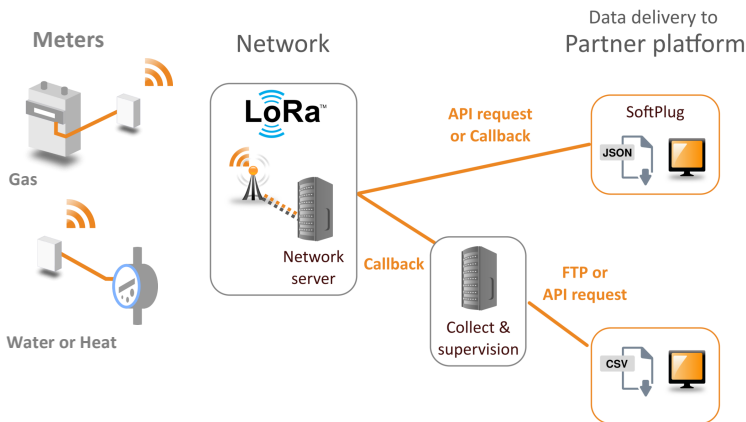 Meters
Gas
Water or Heat
Network
LoRa™
Network
server
Callback
API request
or Callback
Collect &
supervision
FTP or
API request
Data delivery to
Partner platform
SoftPlug
JSON
CSV